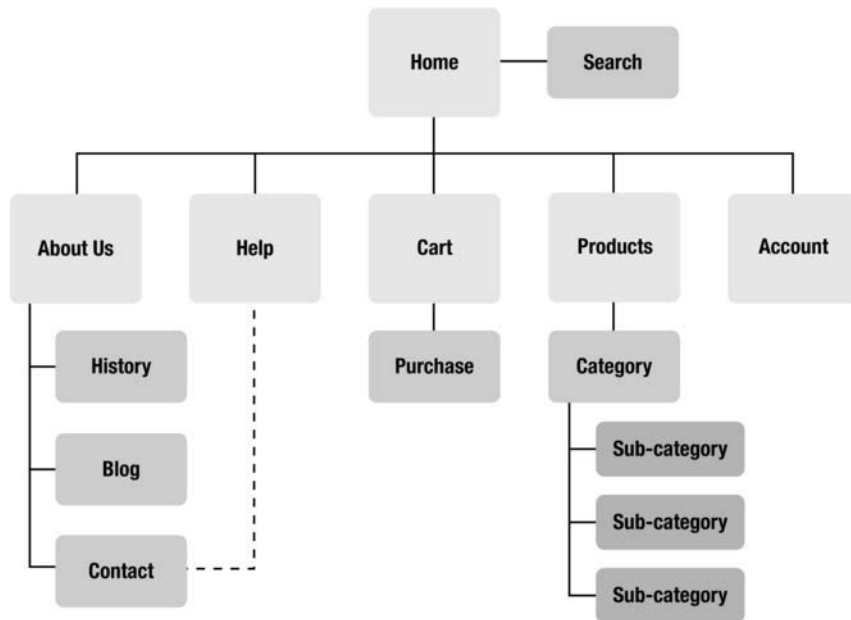 Home
Search
About Us
Help
Cart
Products
Account
History
Purchase
Category
Blog
Sub-category
Sub-category
Contact
Sub-category